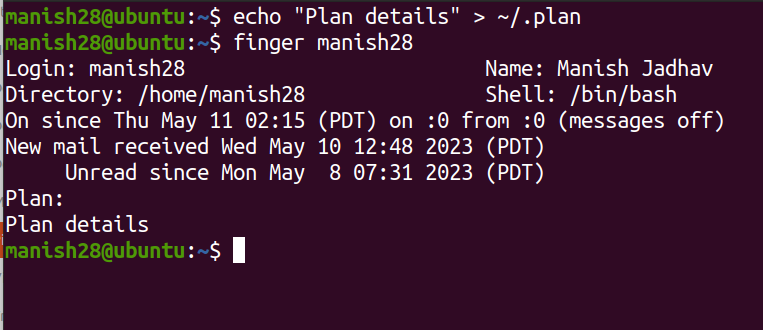 manish28@ubuntu:~$ echo "Plan details" > ~/.plan
manish28@ubuntu:~$ finger manish28
Login: manish28                         Name: Manish Jadhav
Directory: /home/manish28               Shell: /bin/bash
On since Thu May 11 02:15 (PDT) on :0 from :0 (messages off)
New mail received Wed May 10 12:48 2023 (PDT)
     Unread since Mon May  8 07:31 2023 (PDT)
Plan:
Plan details
manish28@ubuntu:~$